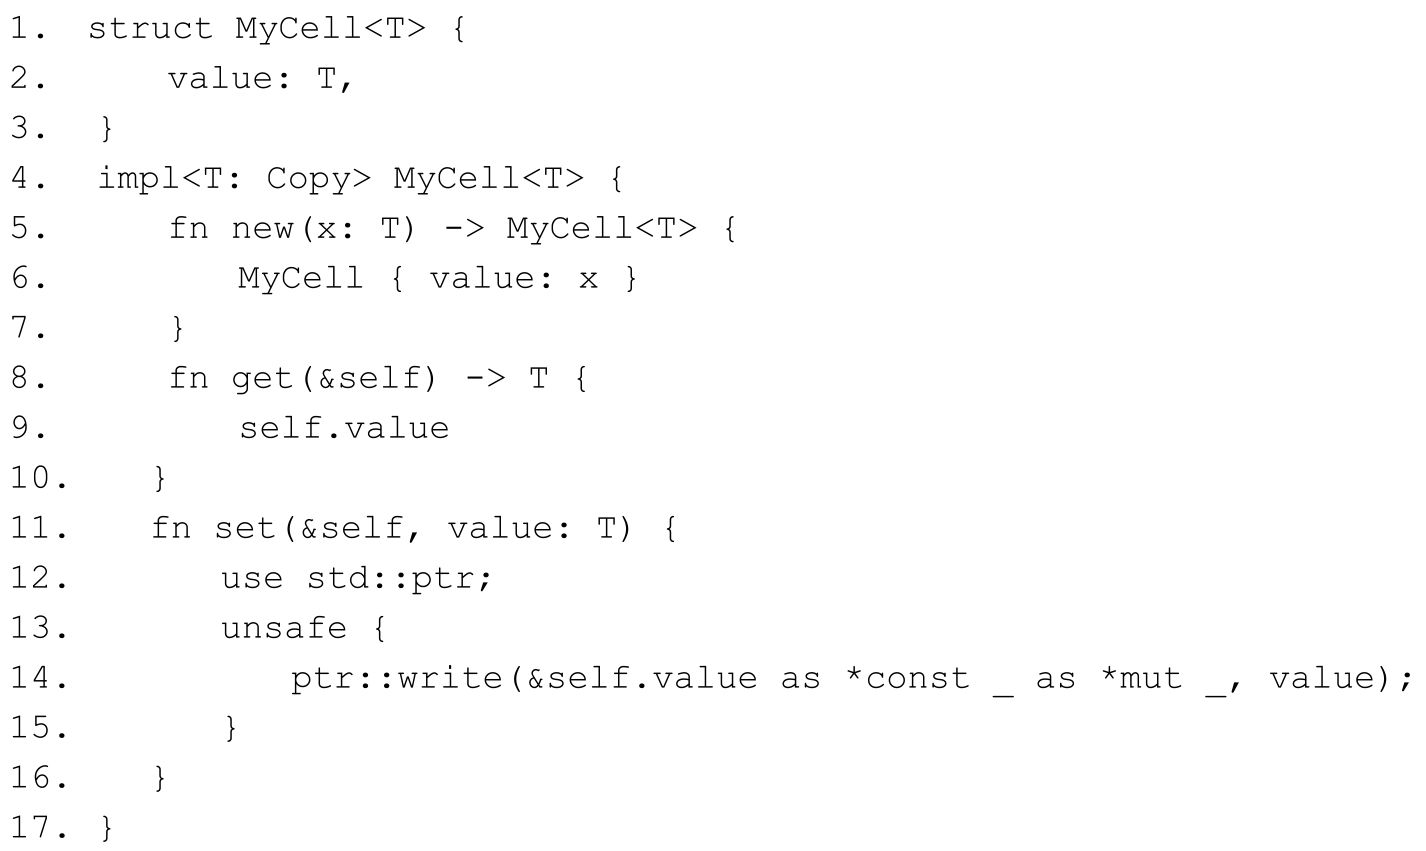 1. struct MyCell<T> {
2. value: T,
3. }
4. impl<T: Copy> MyCell<T> {
5. fn new(x: T) -> MyCell<T> {
6. MyCell { value: x }
7. }
8. fn get(&self) -> T {
9. self.value
10. }
11. fn set(&self, value: T) {
12. use std::ptr;
13. unsafe {
14. ptr::write(&self.value as *const _ as *mut _, value);
15. }
16. }
17. }